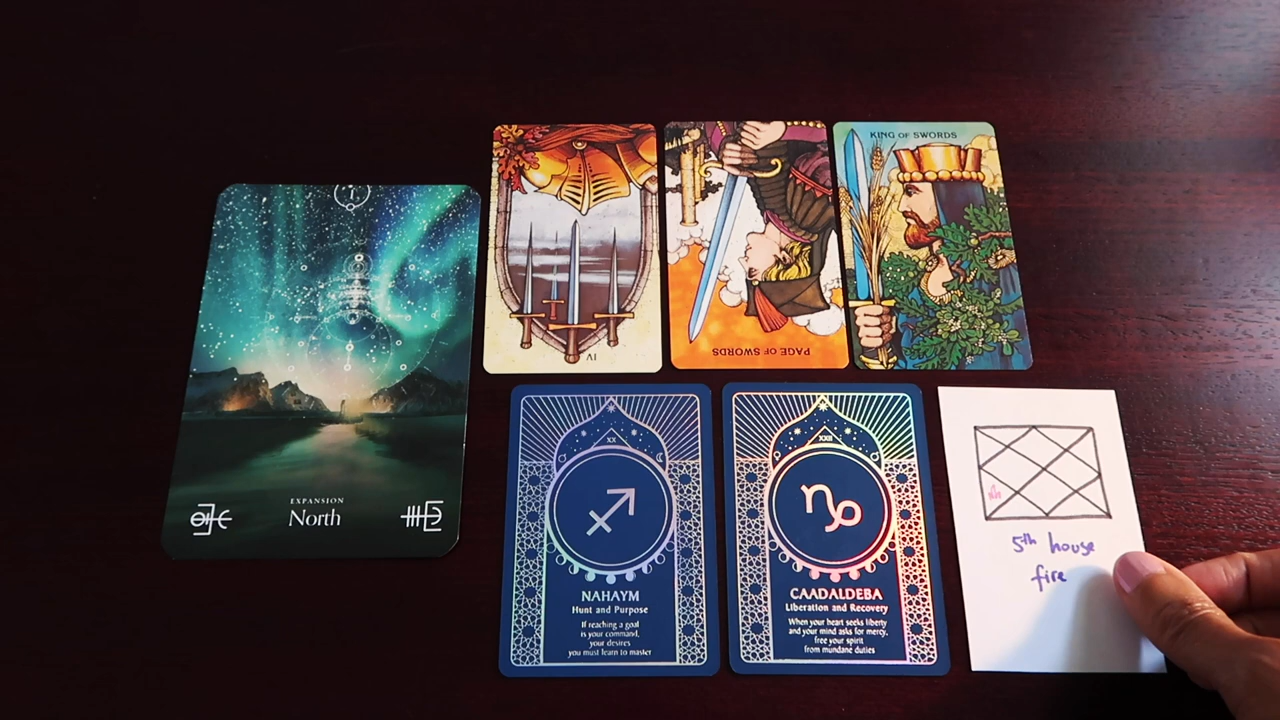 EXPANSION
North
IV
PAGE OF SWORDS
KING OF SWORDS
XX
NAHAYM
Hunt and Purpose
If reaching a goal
is your command,
your desires
you must learn to master
XXII
CAADALDEBA
Liberation and Recovery
When your heart seeks liberty
and your mind asks for mercy,
free your spirit
from mundane duties
5th house
fire